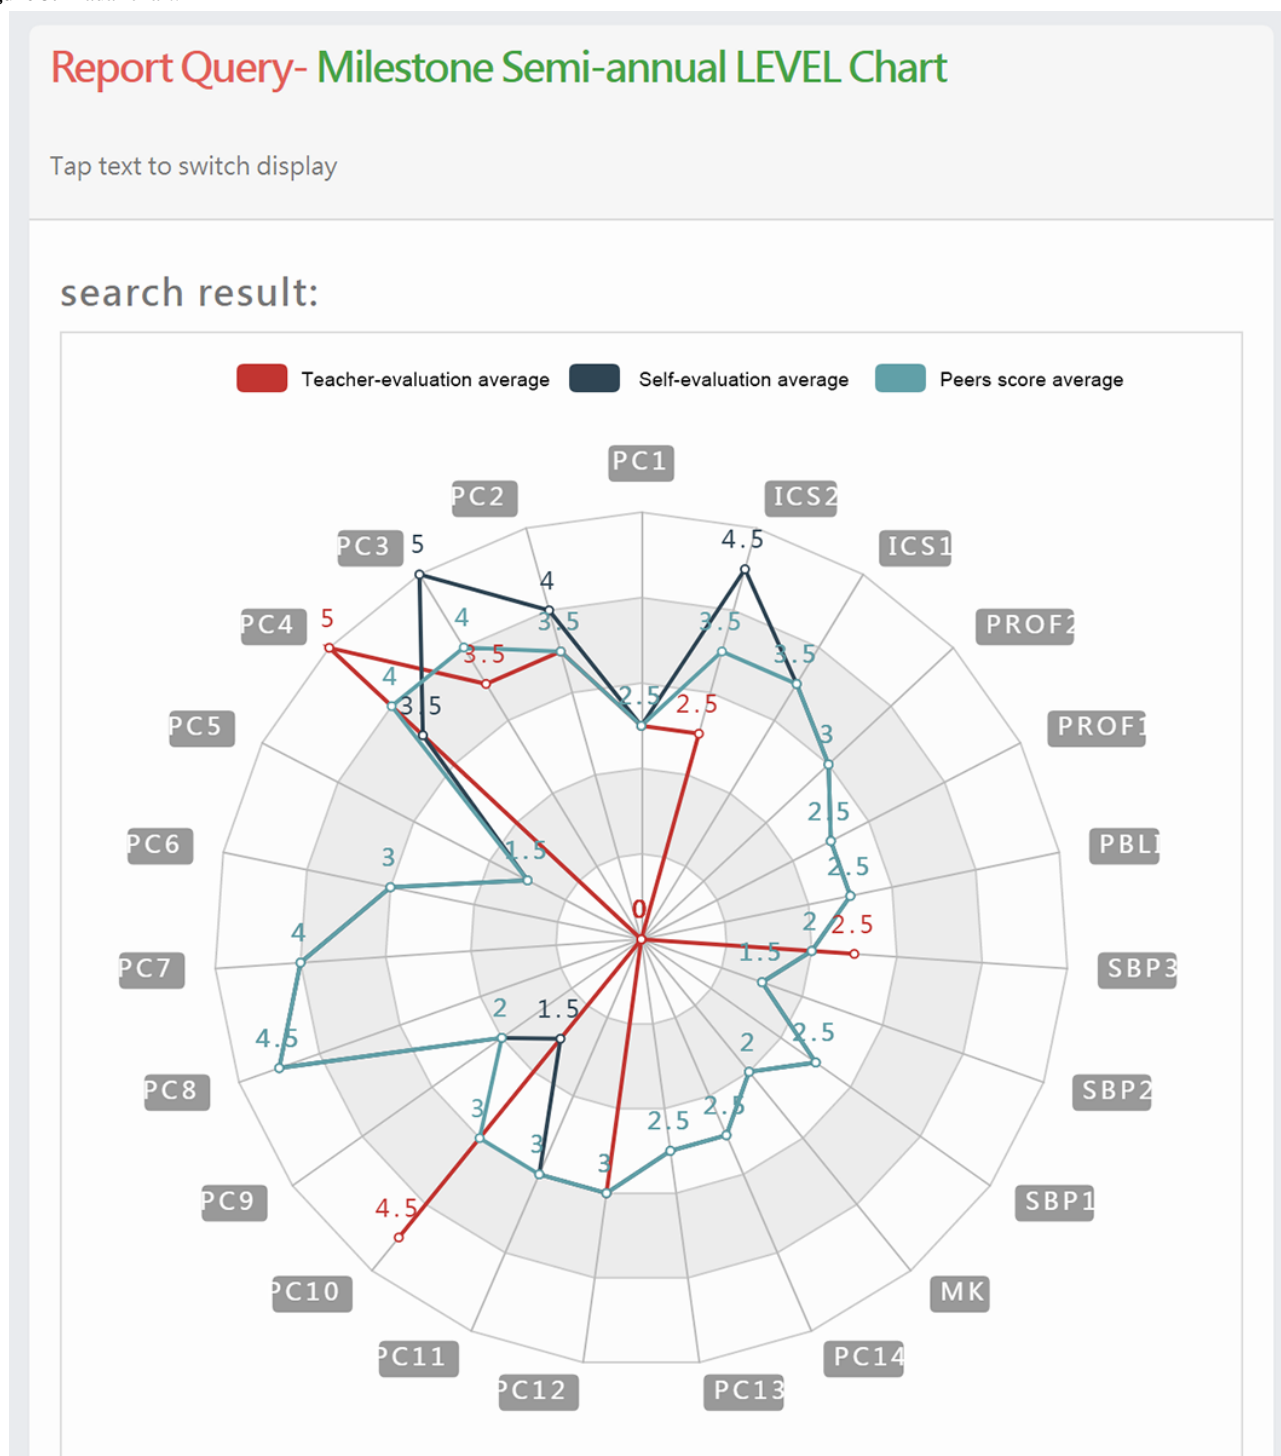 Report Query- Milestone Semi-annual LEVEL Chart
Tap text to switch display
search result:
Teacher-evaluation average Self-evaluation average Peers score average
PC1
PC2 ICS2
4.5
PC3 5 ICS1
4
PC4 5 4 3.5 3.5 PROF2
3.5 3.5
4
3.5 2.5 2.5
PC5 3 PROF1
2.5
PC6 3 1.5 2.5 PBLI
0
4 2 2.5
1.5
PC7 SBP3
2 1.5
4.5 2 2.5
PC8 SBP2
3 2.5 2.5
3 3
PC9 4.5 SBP1
PC10 MK
PC11 PC14
PC12 PC13